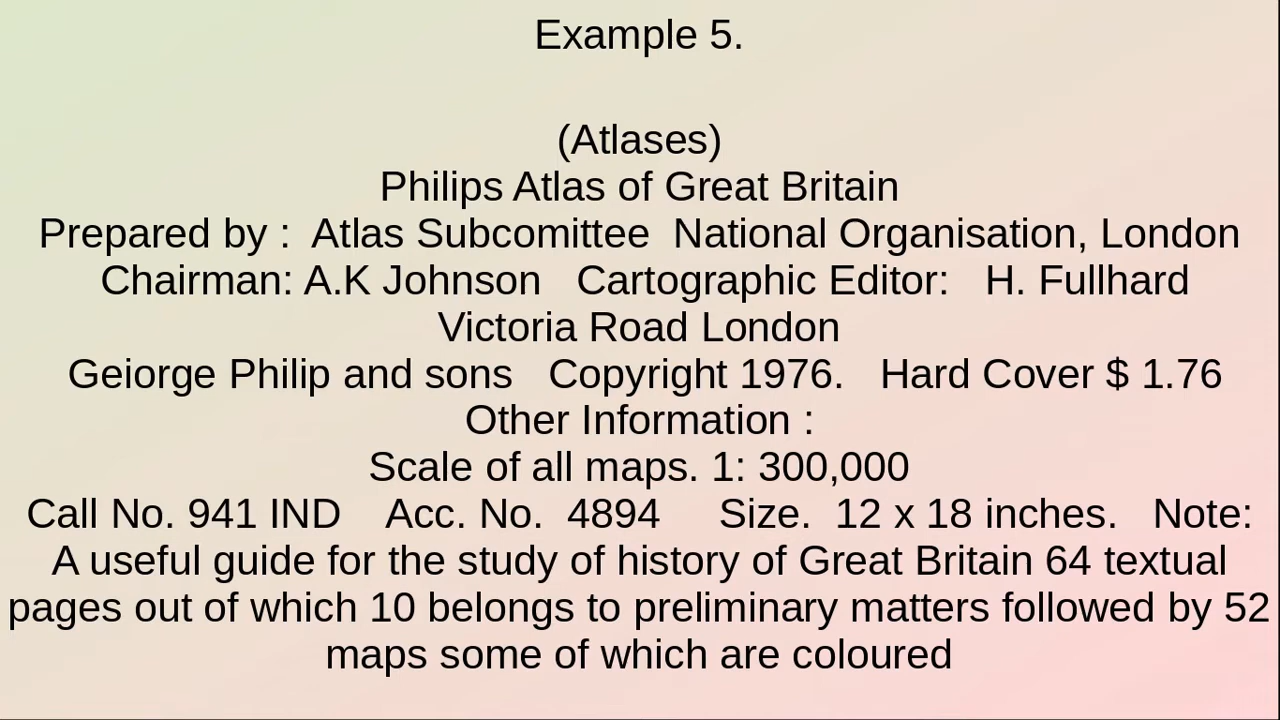 Example 5.
(Atlases)
Philips Atlas of Great Britain
Prepared by :  Atlas Subcomittee  National Organisation, London
Chairman: A.K Johnson   Cartographic Editor:   H. Fullhard
Victoria Road London
Geiorge Philip and sons   Copyright 1976.   Hard Cover $ 1.76
Other Information :
Scale of all maps. 1: 300,000
Call No. 941 IND    Acc. No.  4894     Size.  12 x 18 inches.   Note:
A useful guide for the study of history of Great Britain 64 textual
pages out of which 10 belongs to preliminary matters followed by 52
maps some of which are coloured